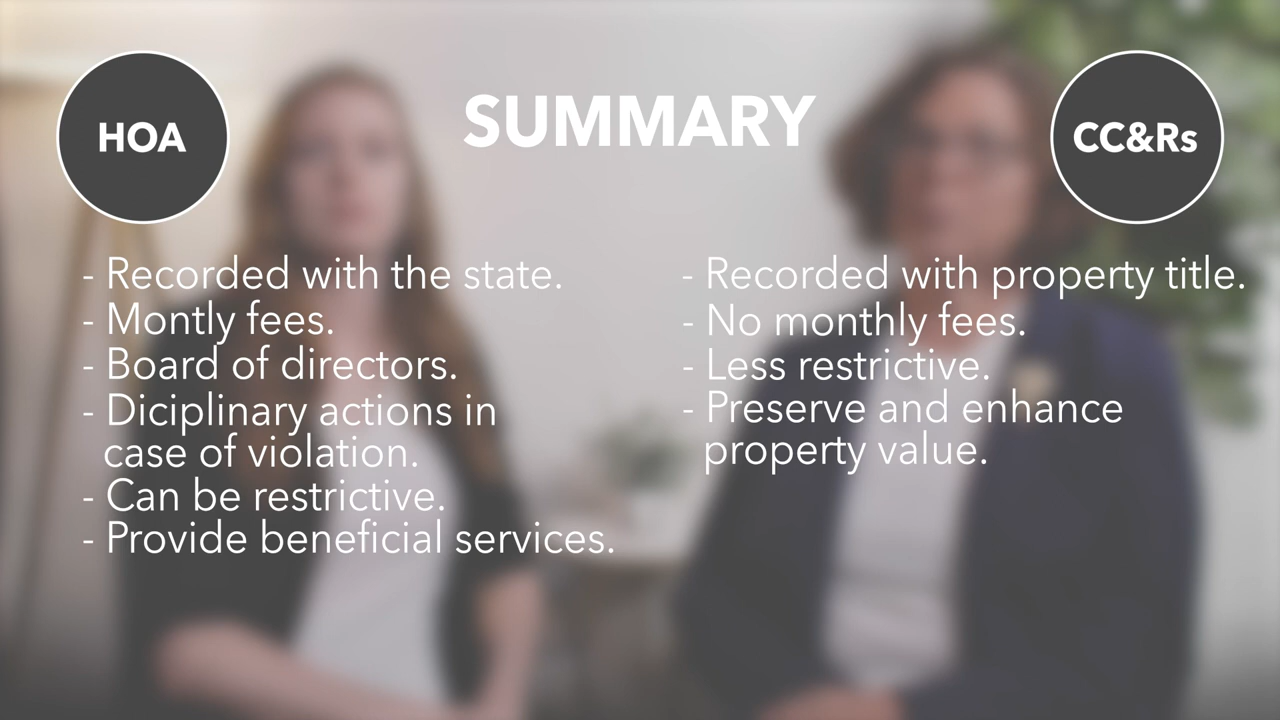 SUMMARY
HOA
- Recorded with the state.
- Montly fees.
- Board of directors.
- Diciplinary actions in
case of violation.
- Can be restrictive.
- Provide beneficial services.
CC&Rs
- Recorded with property title.
- No monthly fees.
- Less restrictive.
- Preserve and enhance
property value.